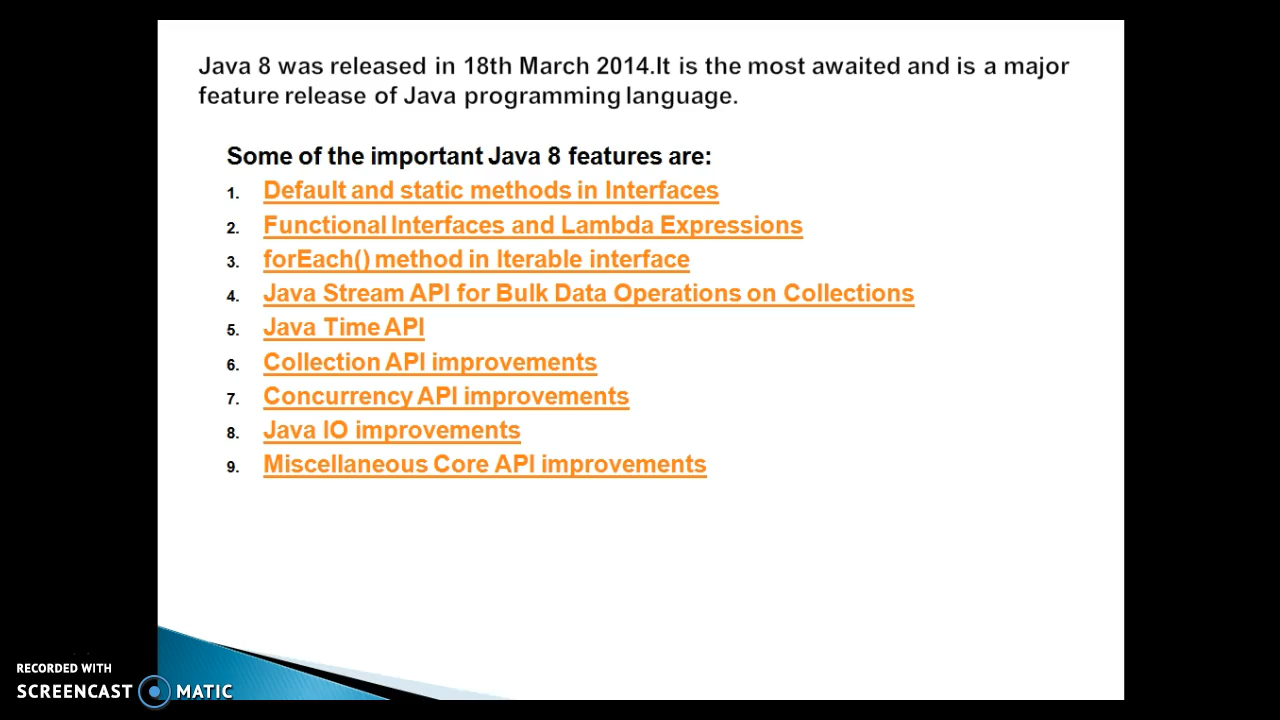 Java 8 was released in 18th March 2014.It is the most awaited and is a major
feature release of Java programming language.
Some of the important Java 8 features are:
1. Default and static methods in Interfaces
2. Functional Interfaces and Lambda Expressions
3. forEach() method in Iterable interface
4. Java Stream API for Bulk Data Operations on Collections
5. Java Time API
6. Collection API improvements
7. Concurrency API improvements
8. Java IO improvements
9. Miscellaneous Core API improvements
RECORDED WITH
SCREENCAST MATIC